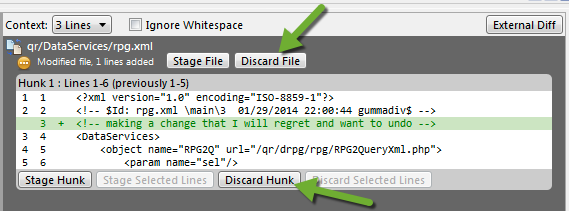 Context: 3 Lines Ignore Whitespace External Diff
qr/DataServices/rpg.xml
Modified file, 1 lines added Stage File Discard File
Hunk 1 : Lines 1-6 (previously 1-5)
1 1 <?xml version="1.0" encoding="ISO-8859-1"?>
2 2 <!-- $Id: rpg.xml \main\3 01/29/2014 22:00:44 gummadiv$ -->
3 + <!-- making a change that I will regret and want to undo -->
3 4 <DataServices>
4 5 <object name="RPG2Q" url="/qr/drpg/rpg/RPG2QueryXml.php">
5 6 <param name="sel"/>
Stage Hunk Stage Selected Lines Discard Hunk Discard Selected Lines